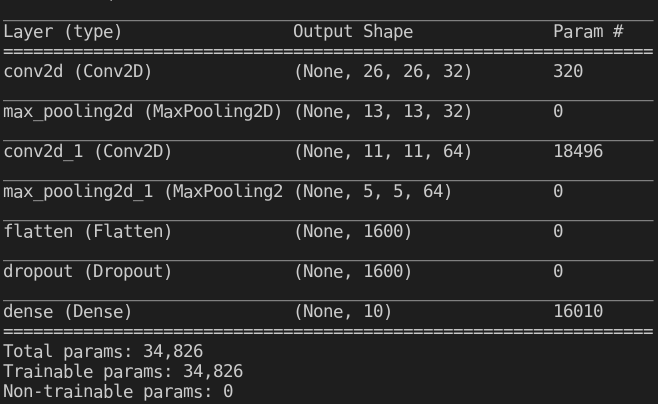 Layer (type) Output Shape Param #
=================================================================
conv2d (Conv2D) (None, 26, 26, 32) 320
max_pooling2d (MaxPooling2D) (None, 13, 13, 32) 0
conv2d_1 (Conv2D) (None, 11, 11, 64) 18496
max_pooling2d_1 (MaxPooling2 (None, 5, 5, 64) 0
flatten (Flatten) (None, 1600) 0
dropout (Dropout) (None, 1600) 0
dense (Dense) (None, 10) 16010
=================================================================
Total params: 34,826
Trainable params: 34,826
Non-trainable params: 0